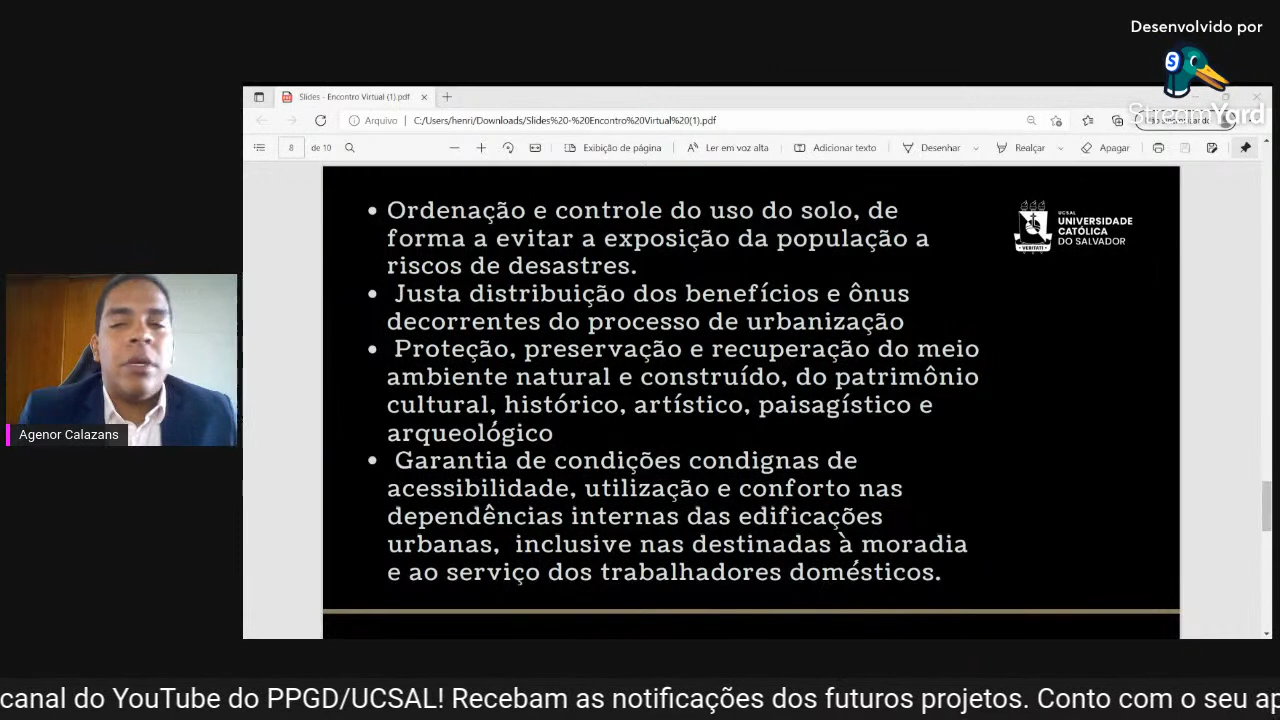 Desenvolvido por
S
StreamYard
Slides - Encontro Virtual (1).pdf
Arquivo
C:/Users/henri/Downloads/Slides%20-%20Encontro%20Virtual%20(1).pdf
8 de 10
Exibição de página
Ler em voz alta
Adicionar texto
Desenhar
Realçar
Apagar
• Ordenação e controle do uso do solo, de
forma a evitar a exposição da população a
riscos de desastres.
• Justa distribuição dos benefícios e ônus
decorrentes do processo de urbanização
• Proteção, preservação e recuperação do meio
ambiente natural e construído, do patrimônio
cultural, histórico, artístico, paisagístico e
arqueológico
• Garantia de condições condignas de
acessibilidade, utilização e conforto nas
dependências internas das edificações
urbanas, inclusive nas destinadas à moradia
e ao serviço dos trabalhadores domésticos.
UCSAL
UNIVERSIDADE
CATÓLICA
DO SALVADOR
VERITATI
Agenor Calazans
canal do YouTube do PPGD/UCSAL! Recebam as notificações dos futuros projetos. Conto com o seu ap